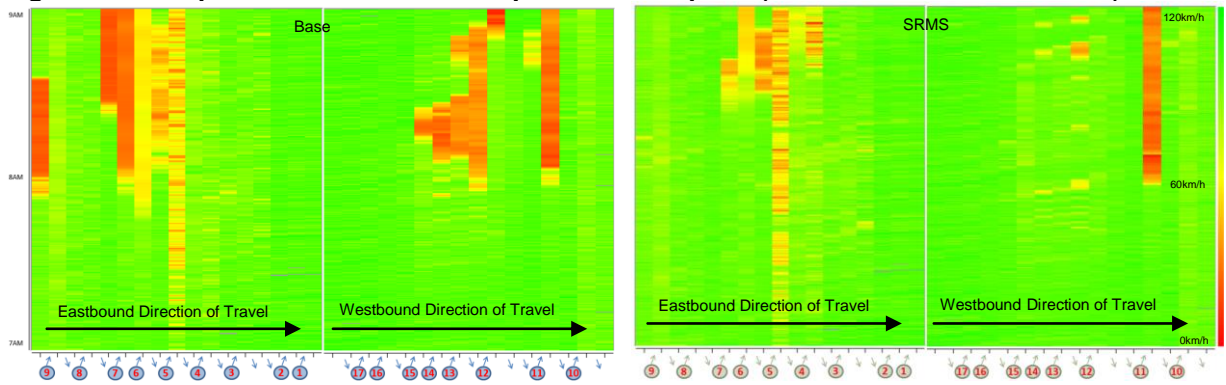 9AM
Base
8AM
Eastbound Direction of Travel
Westbound Direction of Travel
7AM
9 8 7 6 5 4 3 2 1 17 16 15 14 13 12 11 10
SRMS
120km/h
60km/h
Eastbound Direction of Travel
Westbound Direction of Travel
0km/h
9 8 7 6 5 4 3 2 1 17 16 15 14 13 12 11 10